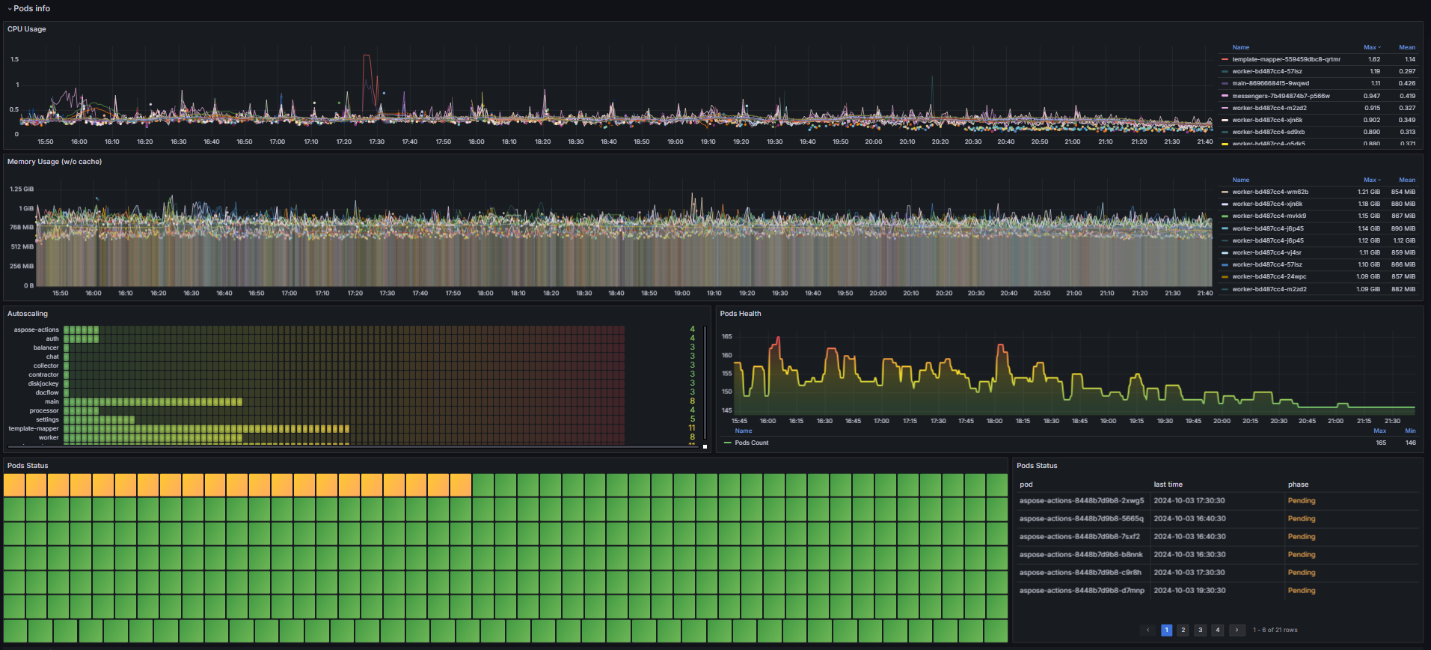 Pods info
CPU Usage
1.5
1
0.5
0
15:50 16:00 16:10 16:20 16:30 16:40 16:50 17:00 17:10 17:20 17:30 17:40 17:50 18:00 18:10 18:20 18:30 18:40 18:50 19:00 19:10 19:20 19:30 19:40 19:50 20:00 20:10 20:20 20:30 20:40 20:50 21:00 21:10 21:20 21:30 21:40
Name Max Mean
template-mapper-559459dbc8-qrtmr 1.62 1.14
worker-bd487cc4-57lsz 1.19 0.297
1.11 0.426
messengers-7b494874b7-p566w 0.947 0.419
worker-bd487cc4-m2zd2 0.915 0.327
worker-bd487cc4-xjn6k 0.902 0.349
worker-bd487cc4-sd9xb 0.890 0.313
Memory Usage (w/o cache)
1.25 GiB
1 GiB
768 MiB
512 MiB
256 MiB
0 B
15:50 16:00 16:10 16:20 16:30 16:40 16:50 17:00 17:10 17:20 17:30 17:40 17:50 18:00 18:10 18:20 18:30 18:40 18:50 19:00 19:10 19:20 19:30 19:40 19:50 20:00 20:10 20:20 20:30 20:40 20:50 21:00 21:10 21:20 21:30 21:40
Name Max Mean
worker-bd487cc4-wm62b 1.21 GiB 854 MiB
worker-bd487cc4-xjn6k 1.18 GiB 880 MiB
worker-bd487cc4-mvkk9 1.15 GiB 867 MiB
worker-bd487cc4-j6p45 1.14 GiB 890 MiB
worker-bd487cc4-j6p45 1.12 GiB 1.12 GiB
worker-bd487cc4-vj4sr 1.11 GiB 859 MiB
worker-bd487cc4-57lsz 1.10 GiB 866 MiB
worker-bd487cc4-24wpc 1.09 GiB 857 MiB
worker-bd487cc4-m2zd2 1.09 GiB 882 MiB
Autoscaling
aspose-actions 4
auth 4
balancer 3
chat 3
collector 3
contractor 3
diskjockey 3
docflow 3
main 8
processor 4
settings 5
template-mapper 11
worker 8
Pods Health
165
160
155
150
145
15:45 16:00 16:15 16:30 16:45 17:00 17:15 17:30 17:45 18:00 18:15 18:30 18:45 19:00 19:15 19:30 19:45 20:00 20:15 20:30 20:45 21:00 21:15 21:30
Name Max Min
Pods Count 165 146
Pods Status
Pods Status
pod last time phase
aspose-actions-8448b7d9b8-2xwg5 2024-10-03 17:30:30 Pending
aspose-actions-8448b7d9b8-5665q 2024-10-03 16:40:30 Pending
aspose-actions-8448b7d9b8-7sxf2 2024-10-03 16:40:30 Pending
aspose-actions-8448b7d9b8-b8nnk 2024-10-03 16:30:30 Pending
aspose-actions-8448b7d9b8-c9r8h 2024-10-03 17:30:30 Pending
aspose-actions-8448b7d9b8-d7mnp 2024-10-03 19:30:30 Pending
1 2 3 4 1 - 6 of 21 rows